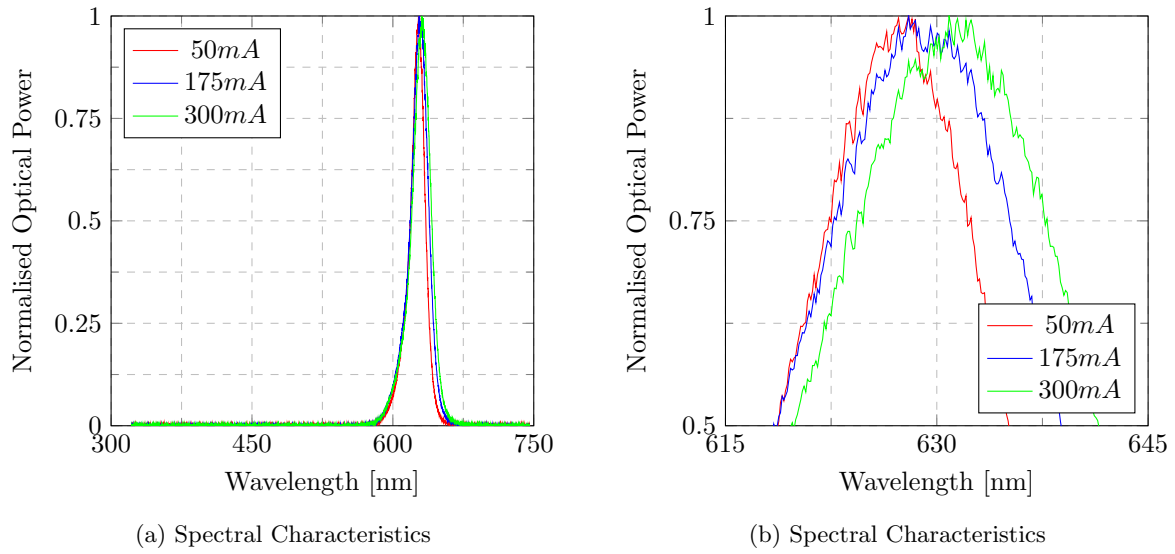 Normalised Optical Power
1
0.75
0.5
0.25
0
300
450
600
750
Wavelength [nm]
50mA
175mA
300mA
(a) Spectral Characteristics
Normalised Optical Power
1
0.75
0.5
615
630
645
Wavelength [nm]
50mA
175mA
300mA
(b) Spectral Characteristics